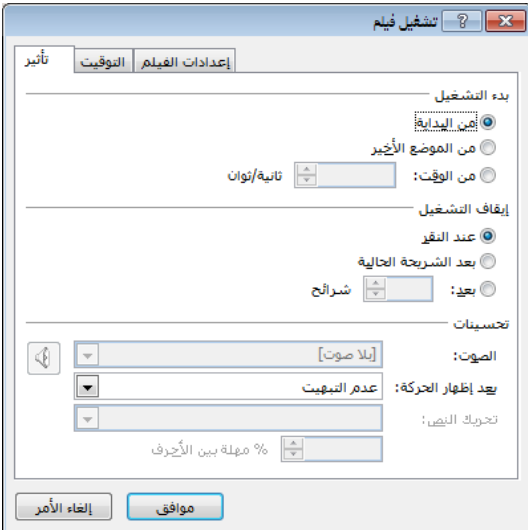 تشغيل فيلم
تأثير التوقيت إعدادات الفيلم
بدء التشغيل
من البداية
من الموضع الأخير
من الوقت: ثانية/ثوان
إيقاف التشغيل
عند النقر
بعد الشريحة الحالية
بعد: شرائح
تحسينات
الصوت: [بلا صوت]
بعد إظهار الحركة: عدم التبهيت
تحريك النص:
% مهلة بين الأحرف
موافق إلغاء الأمر